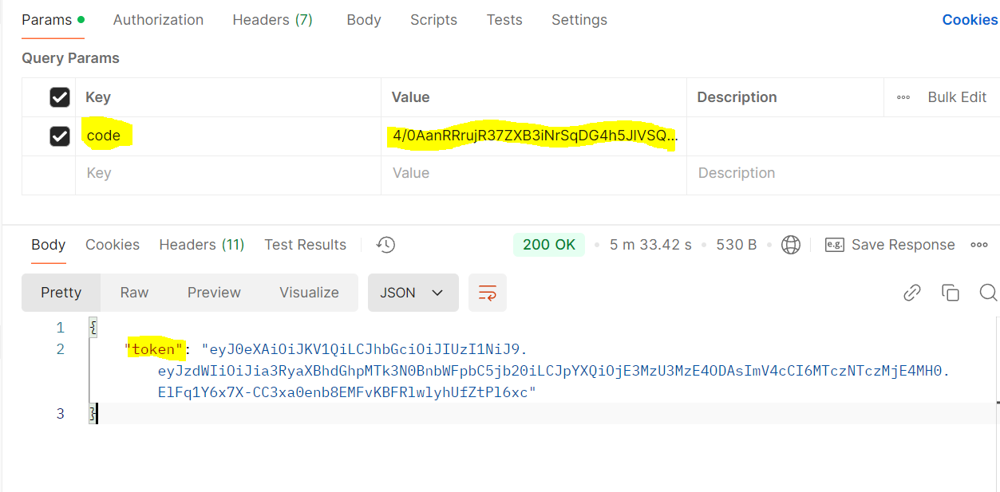 Params Authorization Headers (7) Body Scripts Tests Settings Cookies
Query Params
Key Value Description Bulk Edit
code 4/0AanRRrujR37ZXB3iNrSqDG4h5JIVSQ...
Key Value Description
Body Cookies Headers (11) Test Results 200 OK 5 m 33.42 s 530 B e.g. Save Response
Pretty Raw Preview Visualize JSON
1 {
2 "token": "eyJ0eXAiOiJKV1QiLCJhbGciOiJIUzI1NiJ9.
eyJzdWIiOiJia3RyaXBhdGhpMTk3N0BnbWFpbC5jb20iLCJpYXQiOjE3MzU3MzE4ODAsImV4cCI6MTczNTczMjE4MH0.
ElFq1Y6x7X-CC3xa0enb8EMFvKBFRlwlyhUfZtPl6xc"
3 }